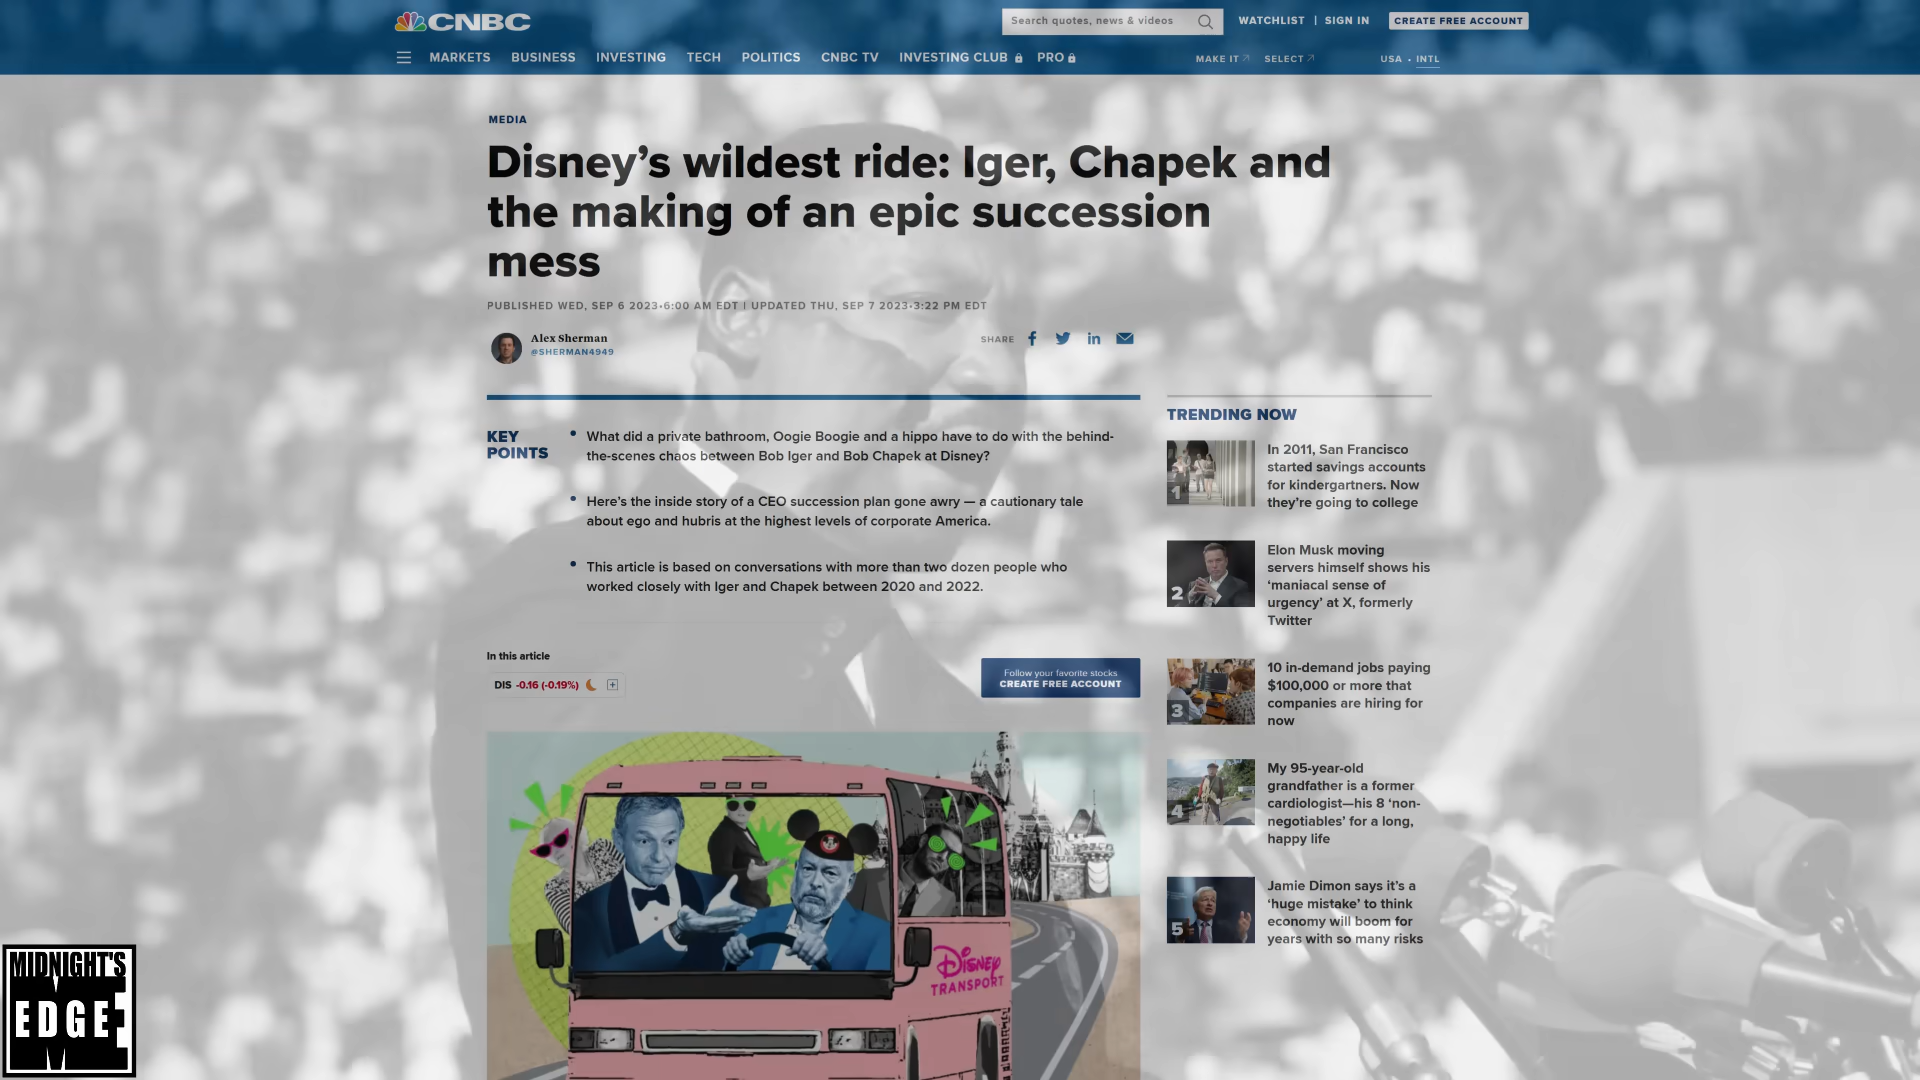 CNBC
Search quotes, news & videos
WATCHLIST | SIGN IN
CREATE FREE ACCOUNT
MARKETS BUSINESS INVESTING TECH POLITICS CNBC TV INVESTING CLUB PRO
MAKE IT SELECT
USA • INTL
MEDIA
Disney’s wildest ride: Iger, Chapek and
the making of an epic succession
mess
PUBLISHED WED, SEP 6 2023•6:00 AM EDT | UPDATED THU, SEP 7 2023•3:22 PM EDT
Alex Sherman
@SHERMAN4949
SHARE
KEY
POINTS
• What did a private bathroom, Oogie Boogie and a hippo have to do with the behind-
the-scenes chaos between Bob Iger and Bob Chapek at Disney?
• Here’s the inside story of a CEO succession plan gone awry — a cautionary tale
about ego and hubris at the highest levels of corporate America.
• This article is based on conversations with more than two dozen people who
worked closely with Iger and Chapek between 2020 and 2022.
In this article
DIS -0.16 (-0.19%)
Follow your favorite stocks
CREATE FREE ACCOUNT
Disney
TRANSPORT
TRENDING NOW
1
In 2011, San Francisco
started savings accounts
for kindergartners. Now
they’re going to college
2
Elon Musk moving
servers himself shows his
‘maniacal sense of
urgency’ at X, formerly
Twitter
3
10 in-demand jobs paying
$100,000 or more that
companies are hiring for
now
4
My 95-year-old
grandfather is a former
cardiologist—his 8 ‘non-
negotiables’ for a long,
happy life
5
Jamie Dimon says it’s a
‘huge mistake’ to think
economy will boom for
years with so many risks
MIDNIGHT'S
EDGE